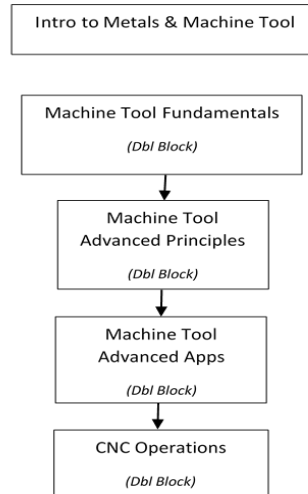 Intro to Metals & Machine Tool
Machine Tool Fundamentals
(Dbl Block)
Machine Tool
Advanced Principles
(Dbl Block)
Machine Tool
Advanced Apps
(Dbl Block)
CNC Operations
(Dbl Block)